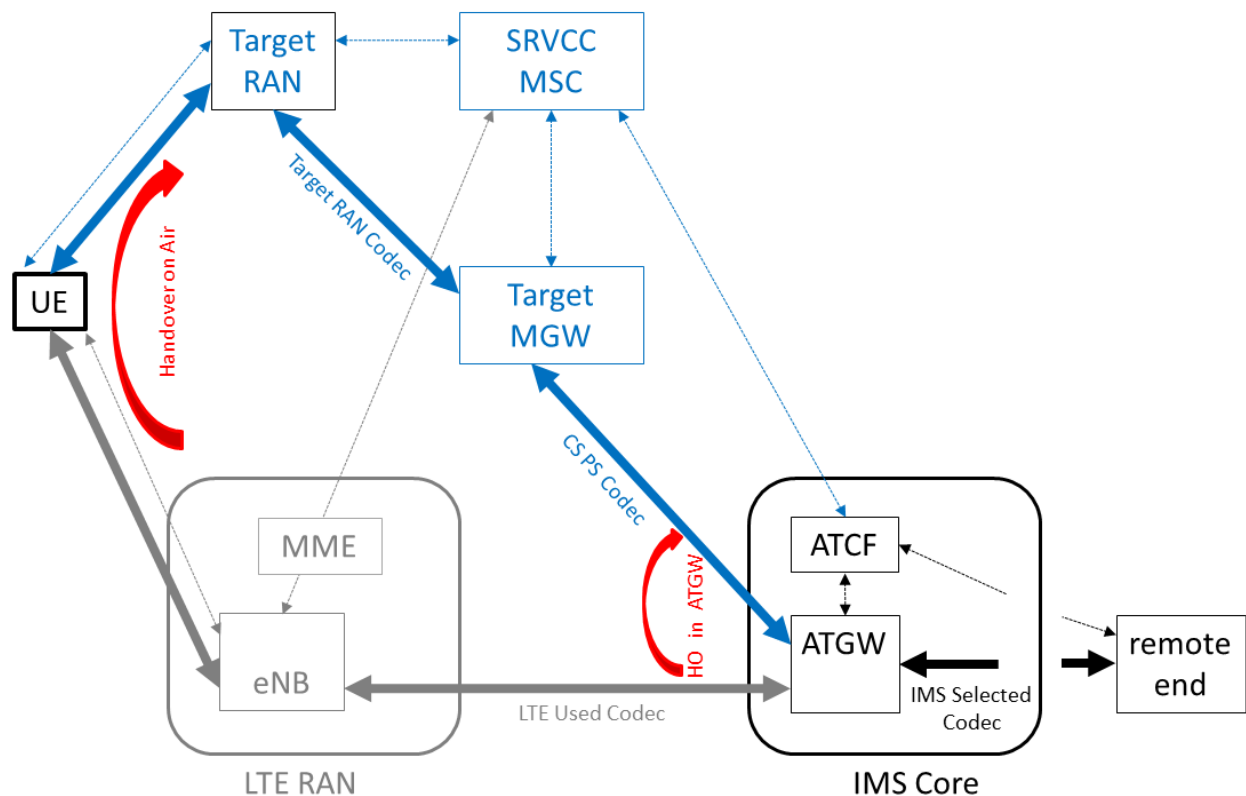 Target
RAN
SRVCC
MSC
Target RAN Codec
Handover on Air
UE
Target
MGW
CS PS Codec
MME
eNB
LTE Used Codec
HO in ATGW
ATCF
ATGW
IMS Selected
Codec
remote
end
LTE RAN
IMS Core